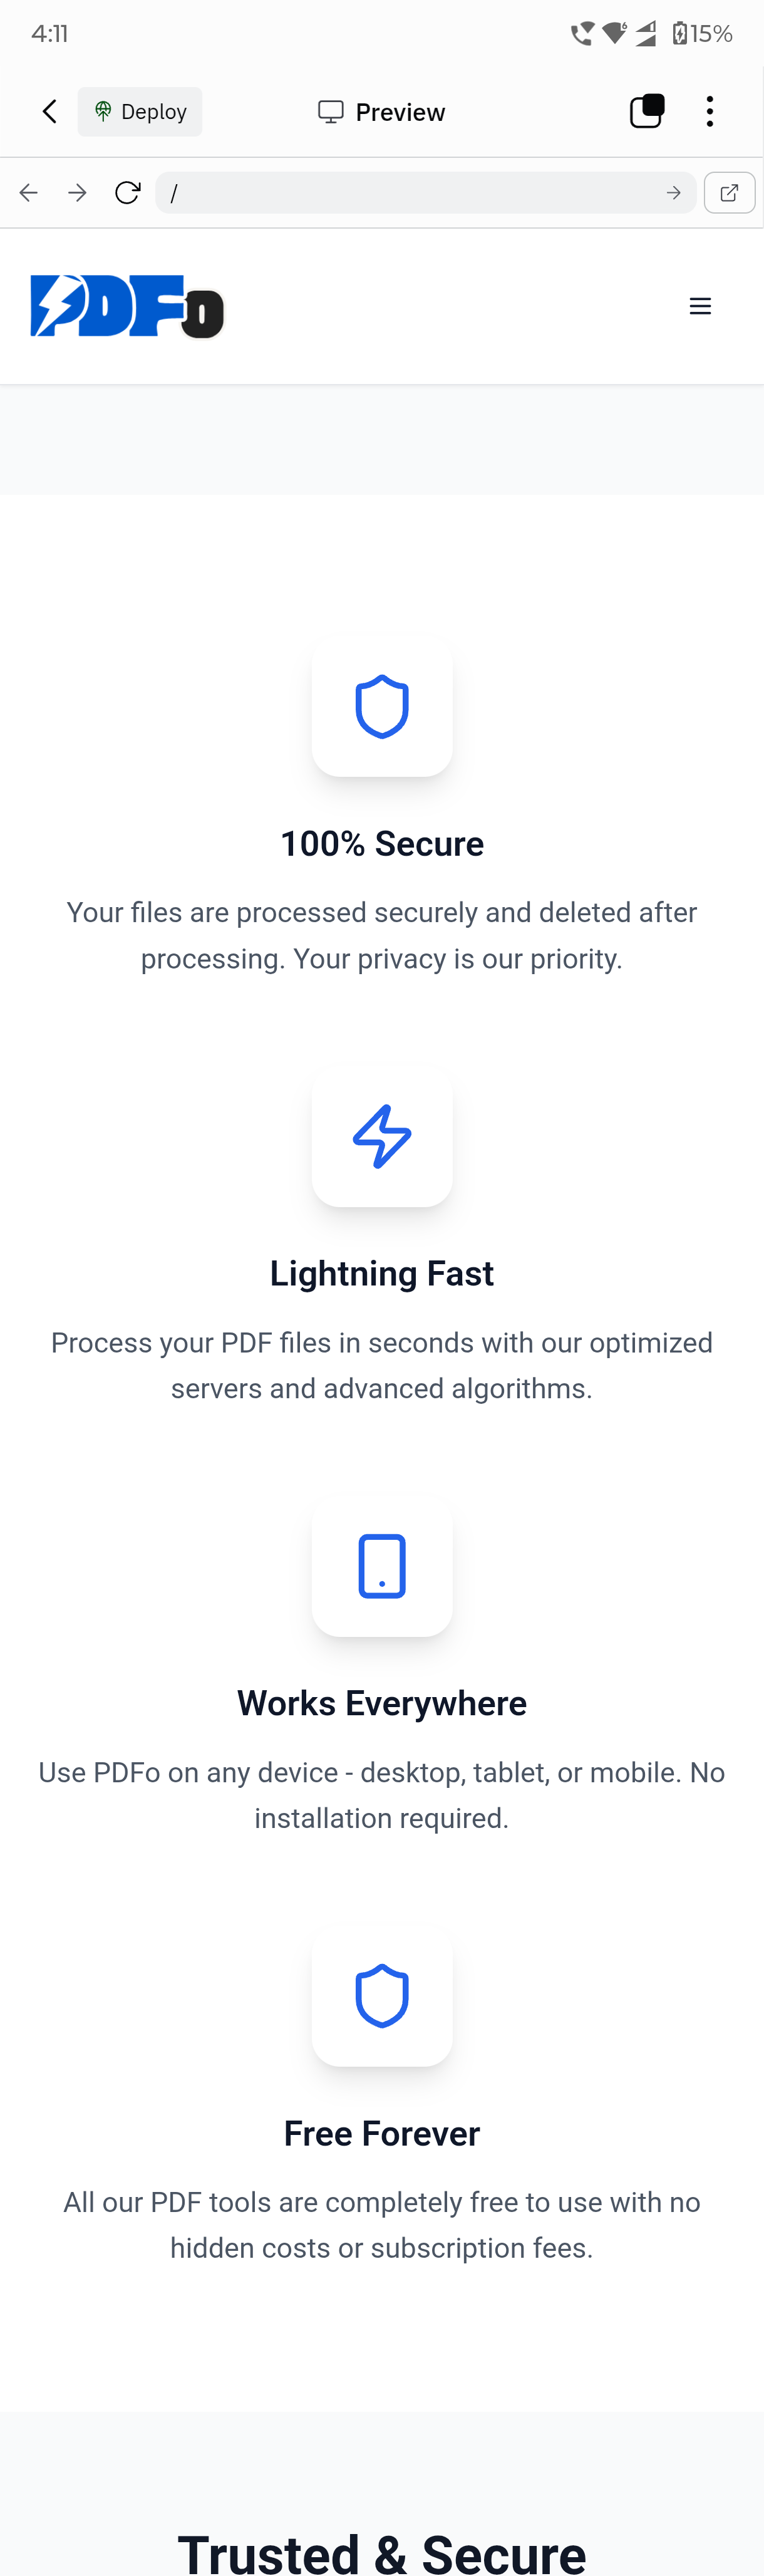 4:11
6
15%
Deploy
Preview
/
PDFo
100% Secure
Your files are processed securely and deleted after
processing. Your privacy is our priority.
Lightning Fast
Process your PDF files in seconds with our optimized
servers and advanced algorithms.
Works Everywhere
Use PDFo on any device - desktop, tablet, or mobile. No
installation required.
Free Forever
All our PDF tools are completely free to use with no
hidden costs or subscription fees.
Trusted & Secure